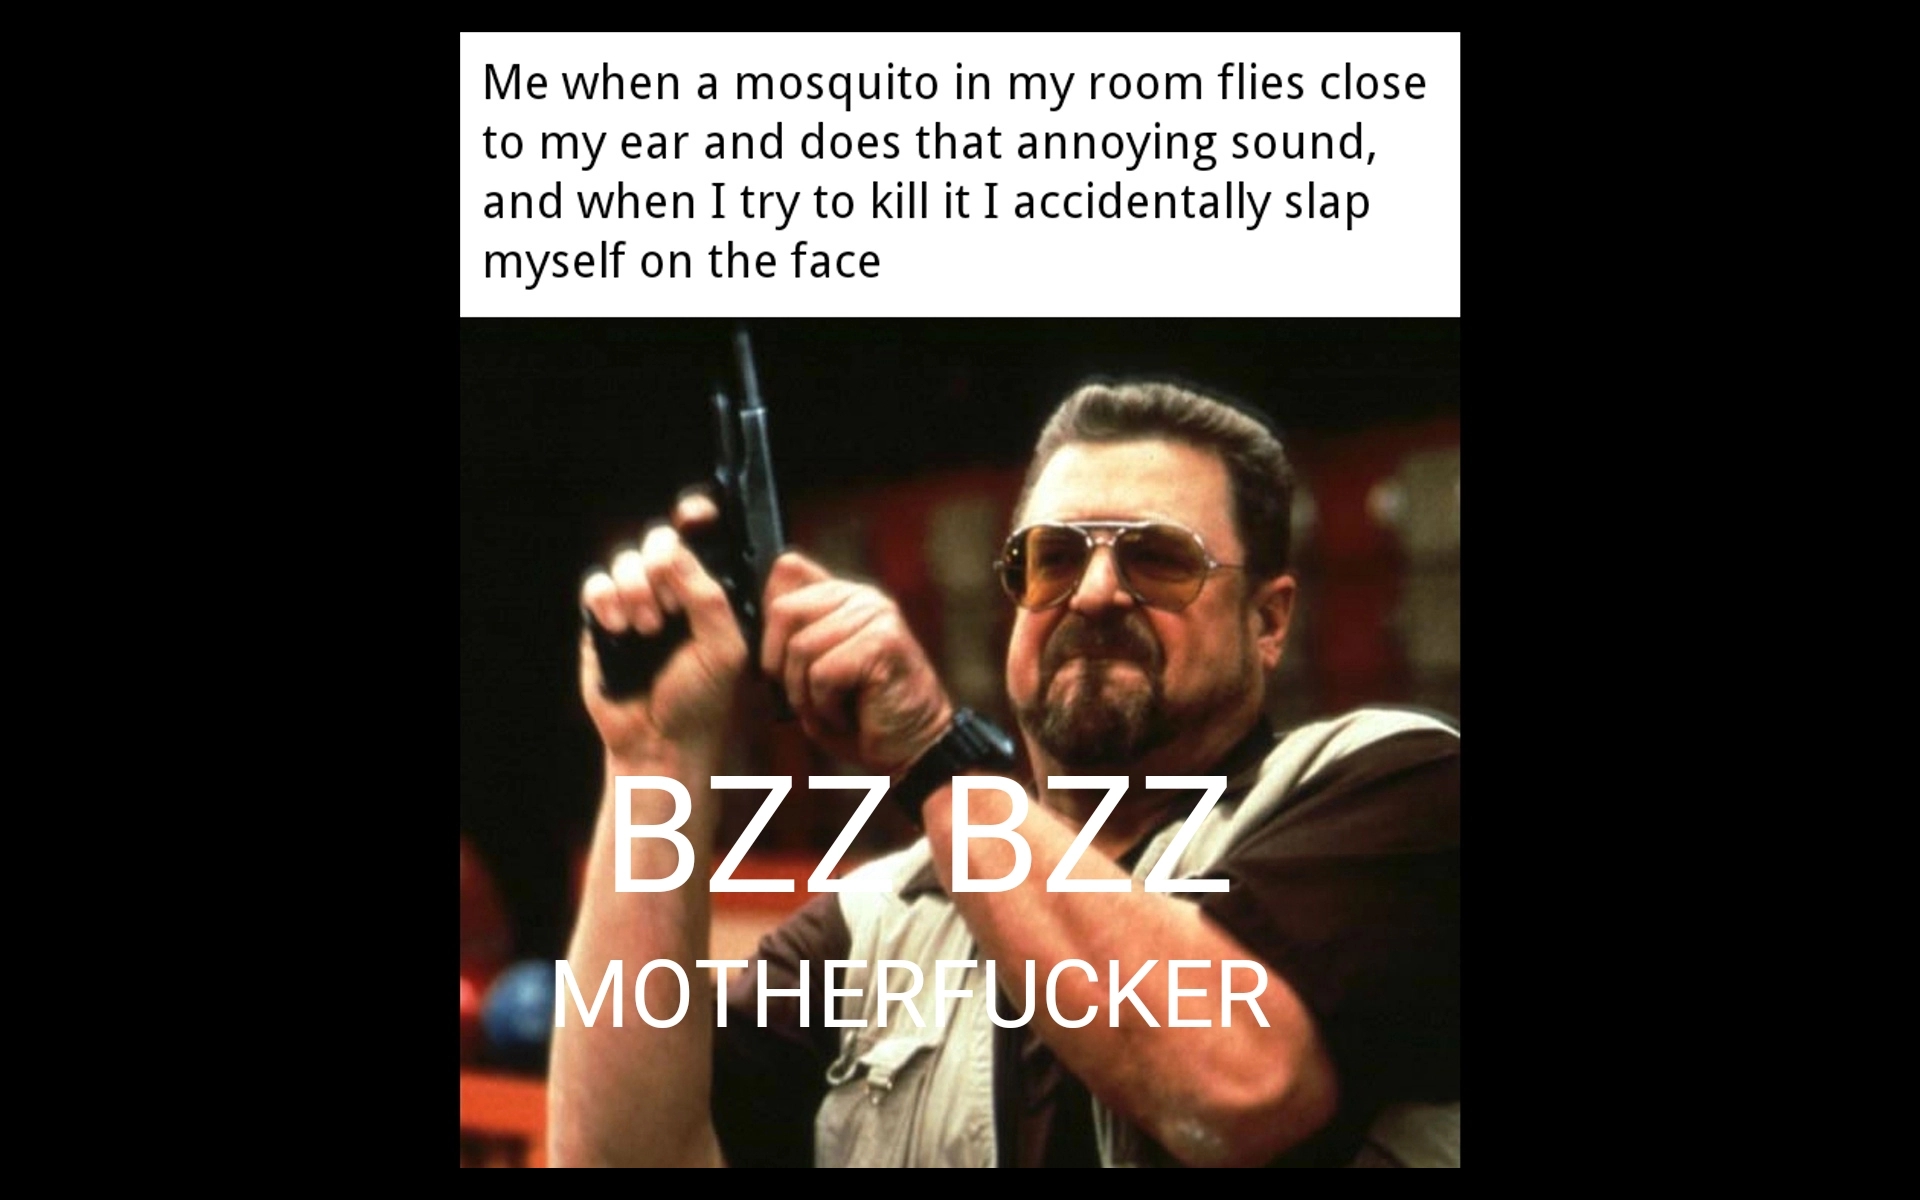 Me when a mosquito in my room flies close
to my ear and does that annoying sound,
and when I try to kill it I accidentally slap
myself on the face
BZZ BZZ
MOTHERFUCKER